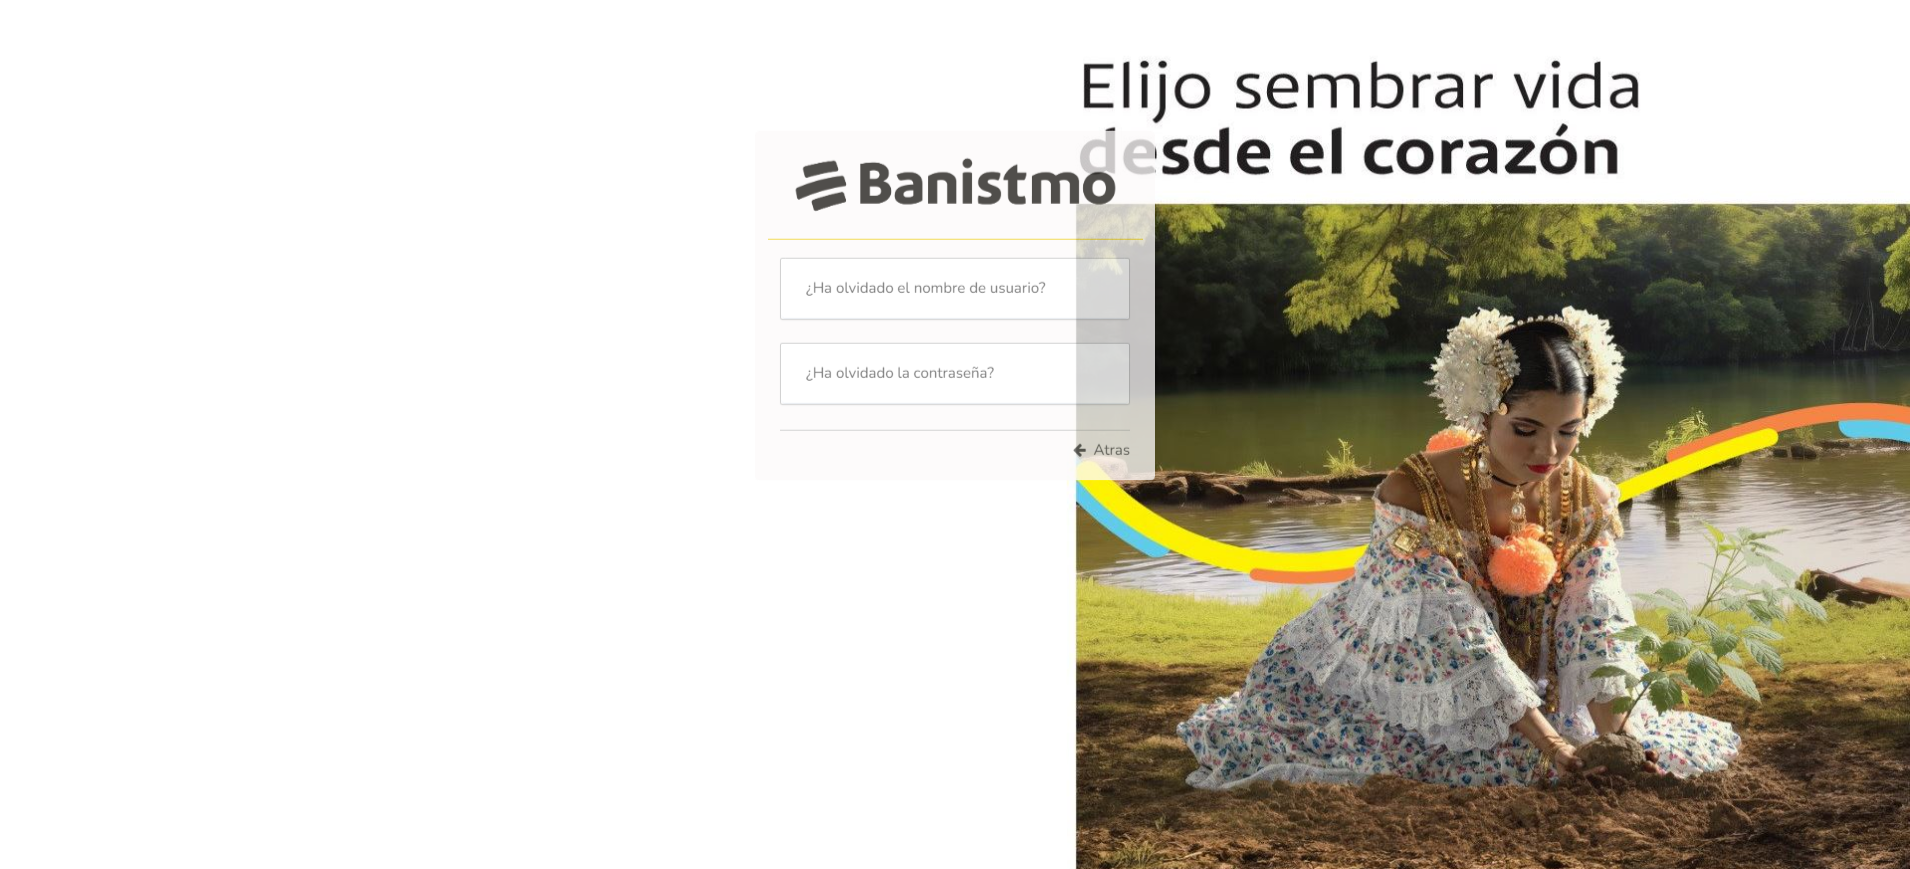 Elijo sembrar vida
desde el corazón
Banistmo
¿Ha olvidado el nombre de usuario?
¿Ha olvidado la contraseña?
Atras